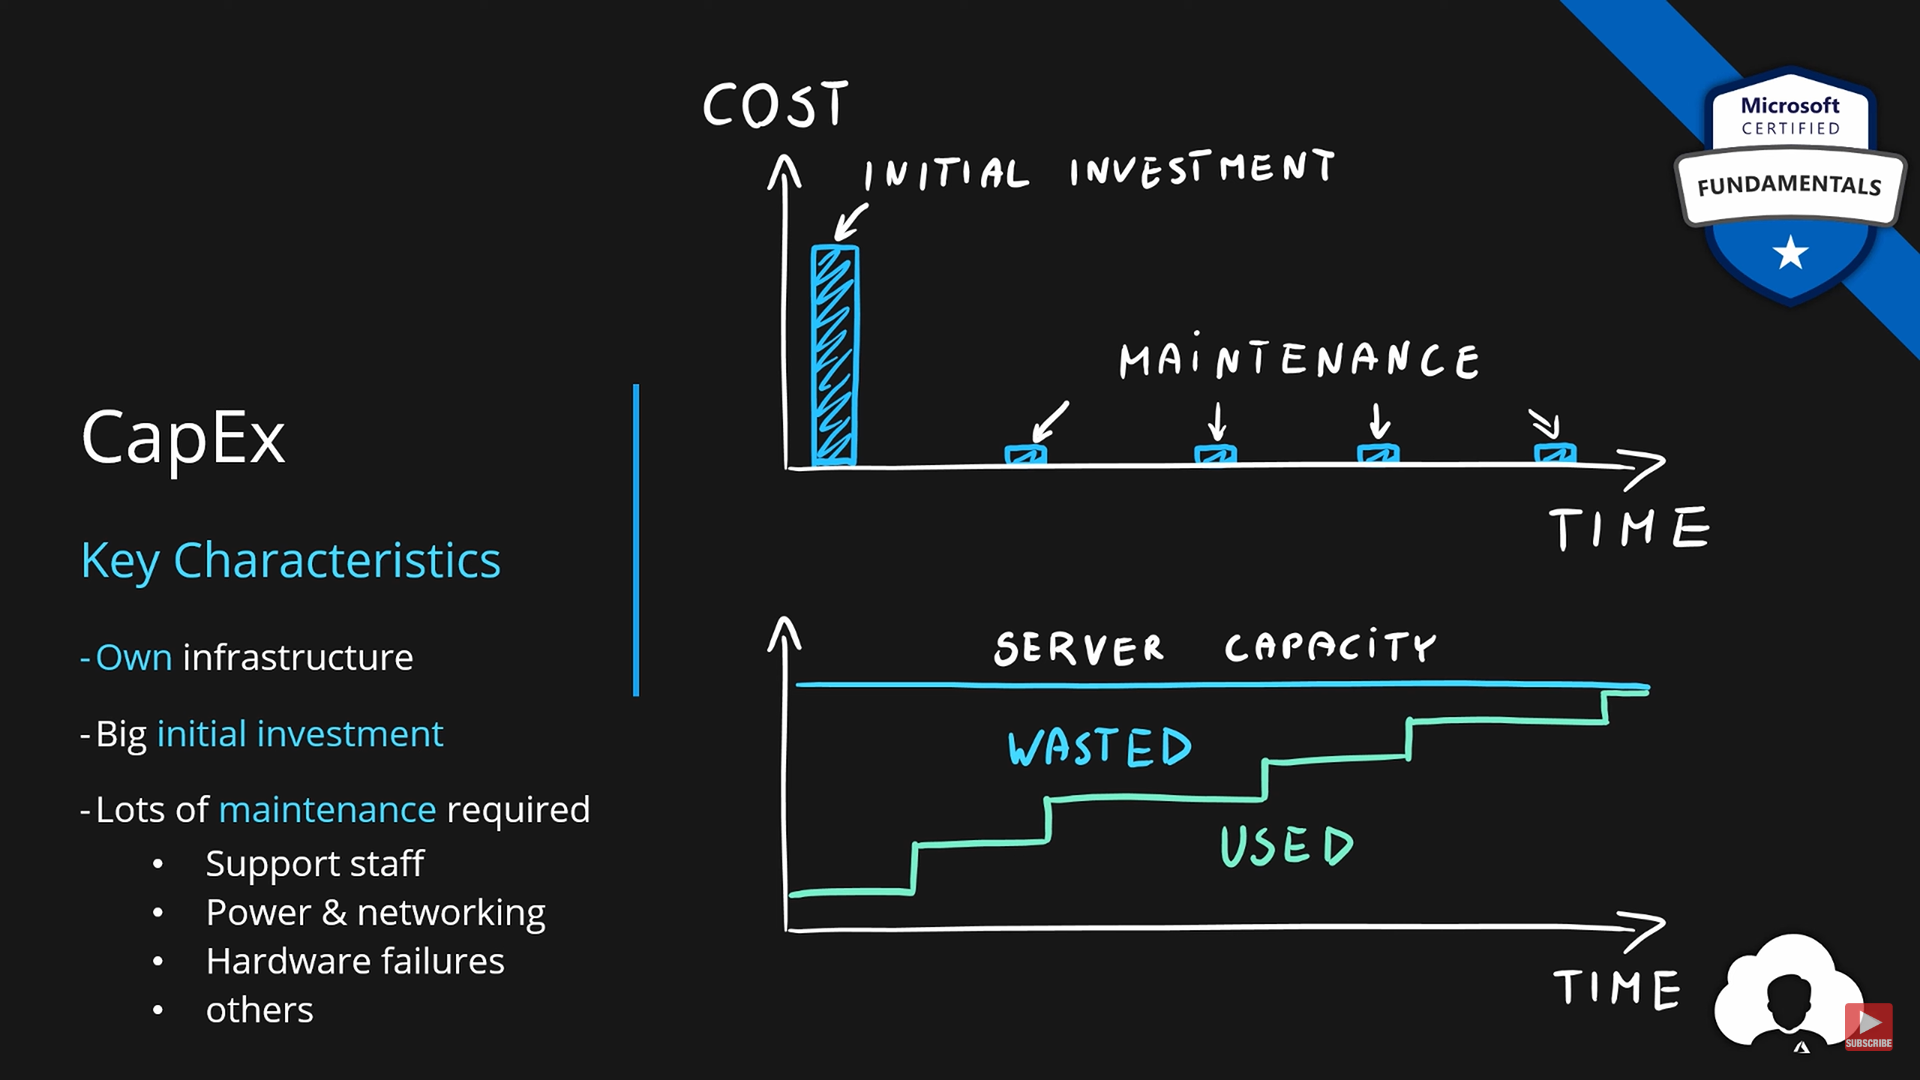 CapEx
Key Characteristics
- Own infrastructure
- Big initial investment
- Lots of maintenance required
• Support staff
• Power & networking
• Hardware failures
• others
COST
INITIAL INVESTMENT
MAiNTENANCE
TIME
SERVER CAPACiTY
WASTED
USED
TIME
Microsoft
CERTIFIED
FUNDAMENTALS
SUBSCRIBE